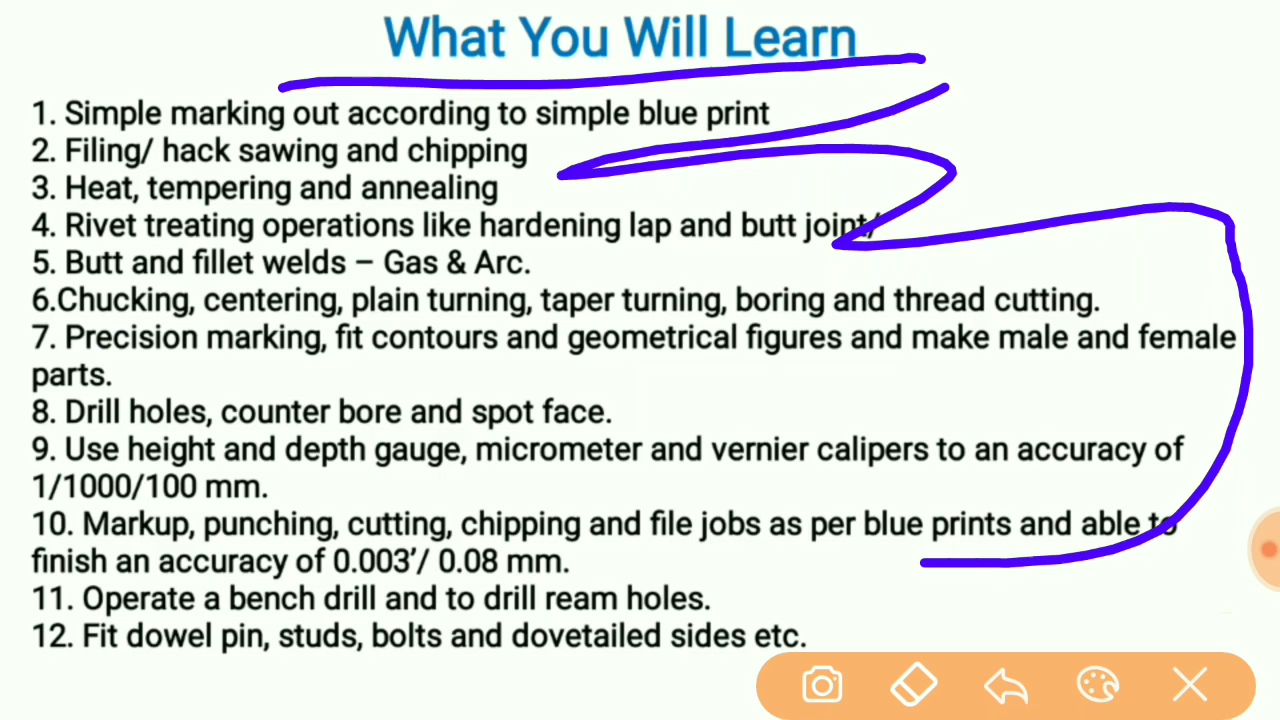 What You Will Learn
1. Simple marking out according to simple blue print
2. Filing/ hack sawing and chipping
3. Heat, tempering and annealing
4. Rivet treating operations like hardening lap and butt joint/
5. Butt and fillet welds – Gas & Arc.
6.Chucking, centering, plain turning, taper turning, boring and thread cutting.
7. Precision marking, fit contours and geometrical figures and make male and female
parts.
8. Drill holes, counter bore and spot face.
9. Use height and depth gauge, micrometer and vernier calipers to an accuracy of
1/1000/100 mm.
10. Markup, punching, cutting, chipping and file jobs as per blue prints and able to
finish an accuracy of 0.003’/ 0.08 mm.
11. Operate a bench drill and to drill ream holes.
12. Fit dowel pin, studs, bolts and dovetailed sides etc.